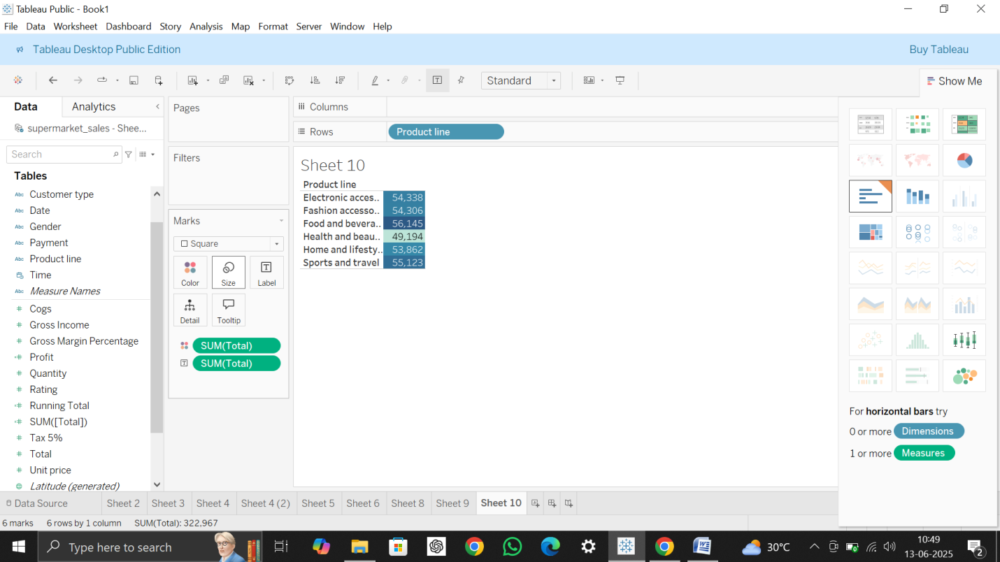 Tableau Public - Book1
File Data Worksheet Dashboard Story Analysis Map Format Server Window Help
Tableau Desktop Public Edition
Buy Tableau
Standard
Show Me
Data
Analytics
supermarket_sales - Shee...
Search
Tables
Abc Customer type
Abc Date
Abc Gender
Abc Payment
Abc Product line
Time
Abc Measure Names
# Cogs
# Gross Income
# Gross Margin Percentage
=# Profit
# Quantity
# Rating
=# Running Total
=# SUM([Total])
# Tax 5%
# Total
# Unit price
Latitude (generated)
Pages
Filters
Marks
Square
Color
Size
Label
Detail
Tooltip
SUM(Total)
SUM(Total)
Columns
Rows
Product line
Sheet 10
Product line
Electronic acces.. 54,338
Fashion accesso.. 54,306
Food and bevera.. 56,145
Health and beau.. 49,194
Home and lifesty.. 53,862
Sports and travel 55,123
For horizontal bars try
0 or more Dimensions
1 or more Measures
Data Source
Sheet 2
Sheet 3
Sheet 4
Sheet 4 (2)
Sheet 5
Sheet 6
Sheet 8
Sheet 9
Sheet 10
6 marks 6 rows by 1 column SUM(Total): 322,967
Type here to search
30°C
10:49
13-06-2025
2